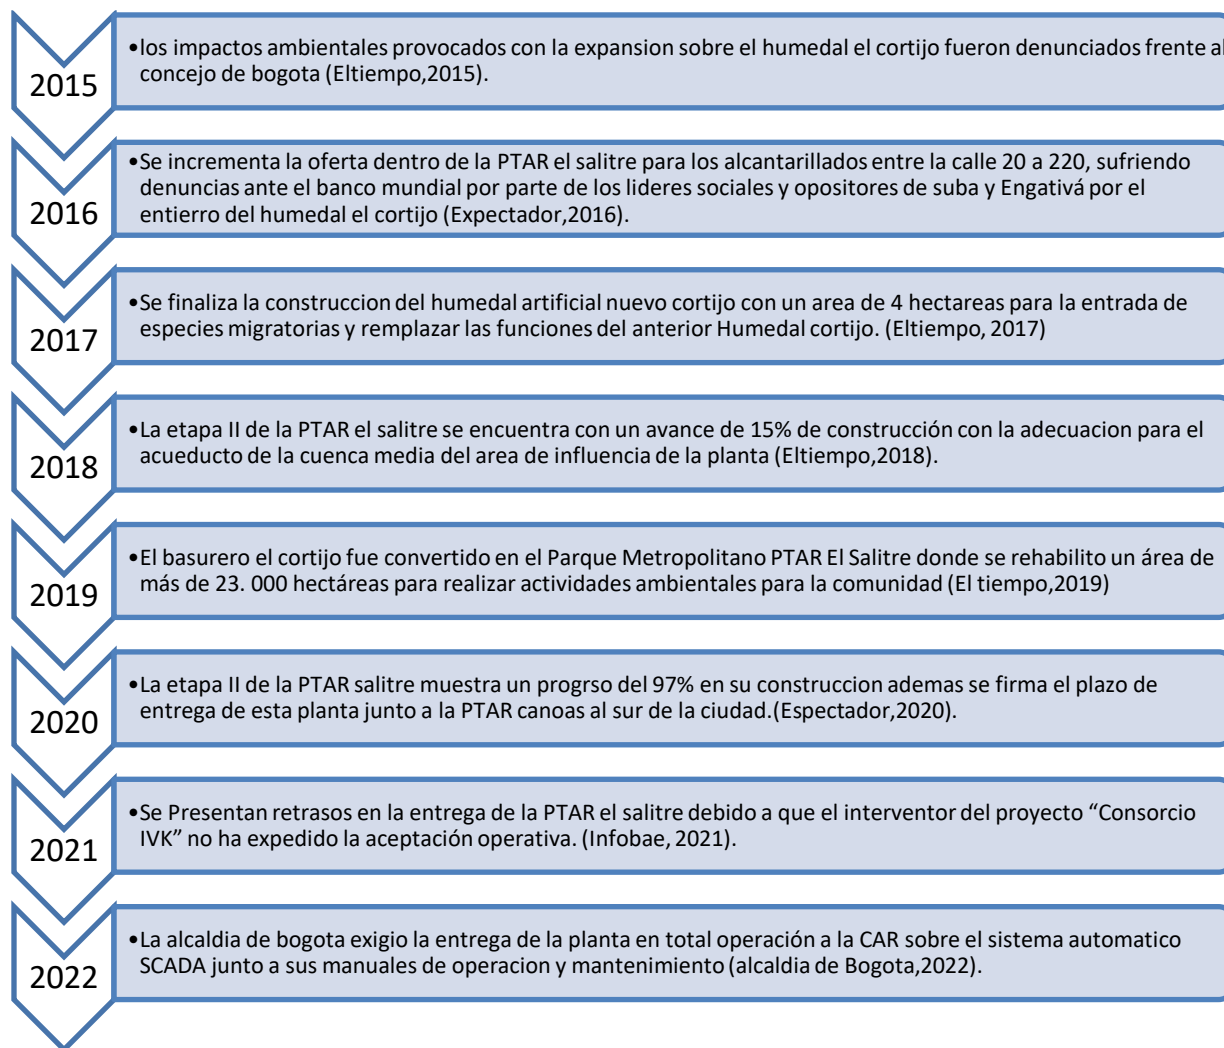 2015
•los impactos ambientales provocados con la expansion sobre el humedal el cortijo fueron denunciados frente al
concejo de bogota (Eltiempo,2015).
2016
•Se incrementa la oferta dentro de la PTAR el salitre para los alcantarillados entre la calle 20 a 220, sufriendo
denuncias ante el banco mundial por parte de los lideres sociales y opositores de suba y Engativá por el
entierro del humedal el cortijo (Expectador,2016).
2017
•Se finaliza la construccion del humedal artificial nuevo cortijo con un area de 4 hectareas para la entrada de
especies migratorias y remplazar las funciones del anterior Humedal cortijo. (Eltiempo, 2017)
2018
•La etapa II de la PTAR el salitre se encuentra con un avance de 15% de construcción con la adecuacion para el
acueducto de la cuenca media del area de influencia de la planta (Eltiempo,2018).
2019
•El basurero el cortijo fue convertido en el Parque Metropolitano PTAR El Salitre donde se rehabilito un área de
más de 23. 000 hectáreas para realizar actividades ambientales para la comunidad (El tiempo,2019)
2020
•La etapa II de la PTAR salitre muestra un progrso del 97% en su construccion ademas se firma el plazo de
entrega de esta planta junto a la PTAR canoas al sur de la ciudad.(Espectador,2020).
2021
•Se Presentan retrasos en la entrega de la PTAR el salitre debido a que el interventor del proyecto “Consorcio
IVK” no ha expedido la aceptación operativa. (Infobae, 2021).
2022
•La alcaldia de bogota exigio la entrega de la planta en total operación a la CAR sobre el sistema automatico
SCADA junto a sus manuales de operacion y mantenimiento (alcaldia de Bogota,2022).